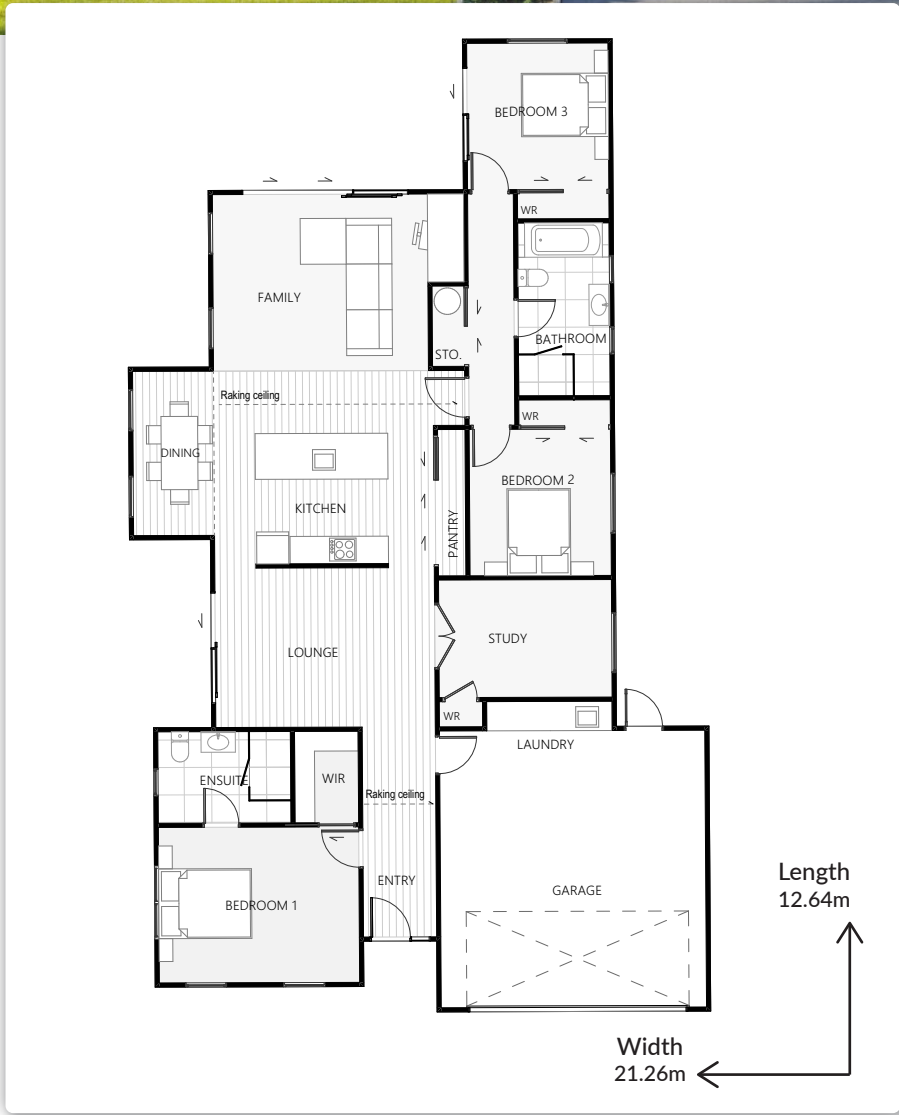 BEDROOM 3
WR
FAMILY
STO.
BATHROOM
Raking ceiling
WR
DINING
KITCHEN
PANTRY
BEDROOM 2
LOUNGE
STUDY
WR
LAUNDRY
ENSUITE
WIR
Raking ceiling
ENTRY
BEDROOM 1
GARAGE
Length
12.64m
Width
21.26m